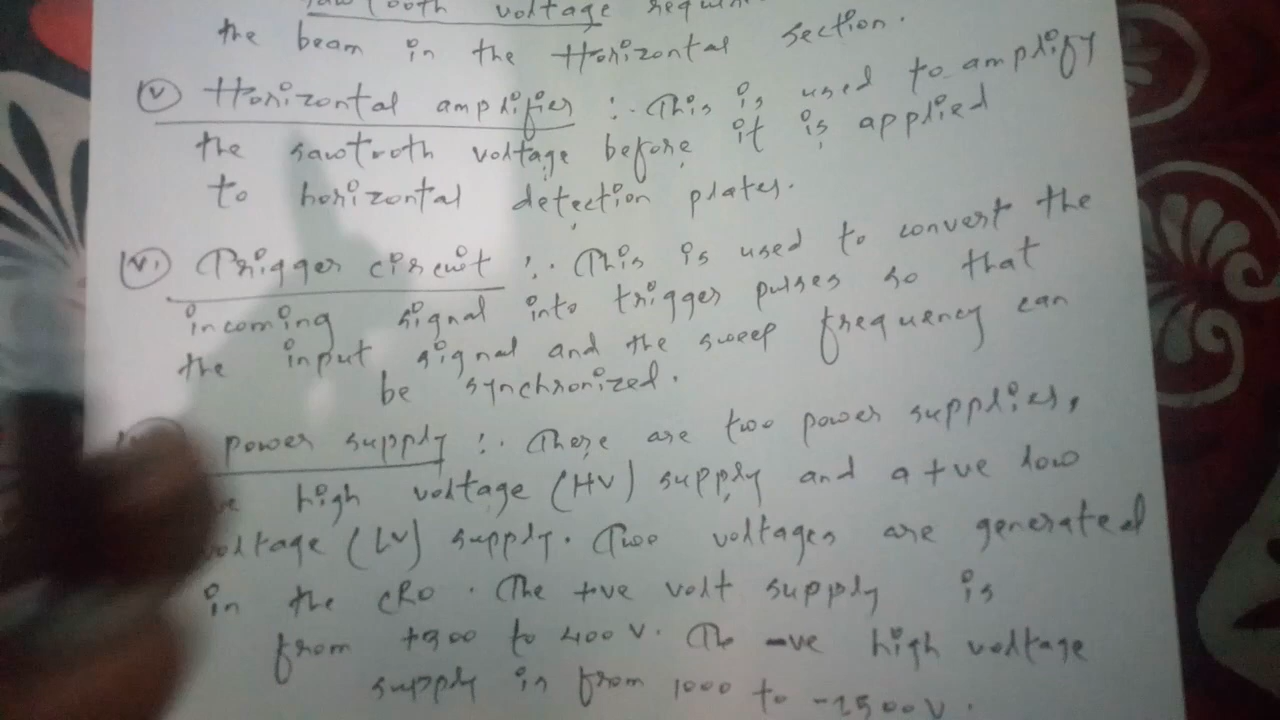 voltage
the beam in the Horizontal section.
(v) Horizontal amplifier :. This is used to amplify
the sawtooth voltage before it is applied
to horizontal detection plates.
(vi) Trigger circuit :. This is used to convert the
incoming signal into trigger pulses so that
the input signal and the sweep frequency can
be synchronized.
power supply :. There are two power supplies,
ve high voltage (HV) supply and a +ve low
voltage (LV) supply. Two voltages are generated
in the CRO. The +ve volt supply is
from +300 to 400 V. The -ve high voltage
supply is from 1000 to -1500V.